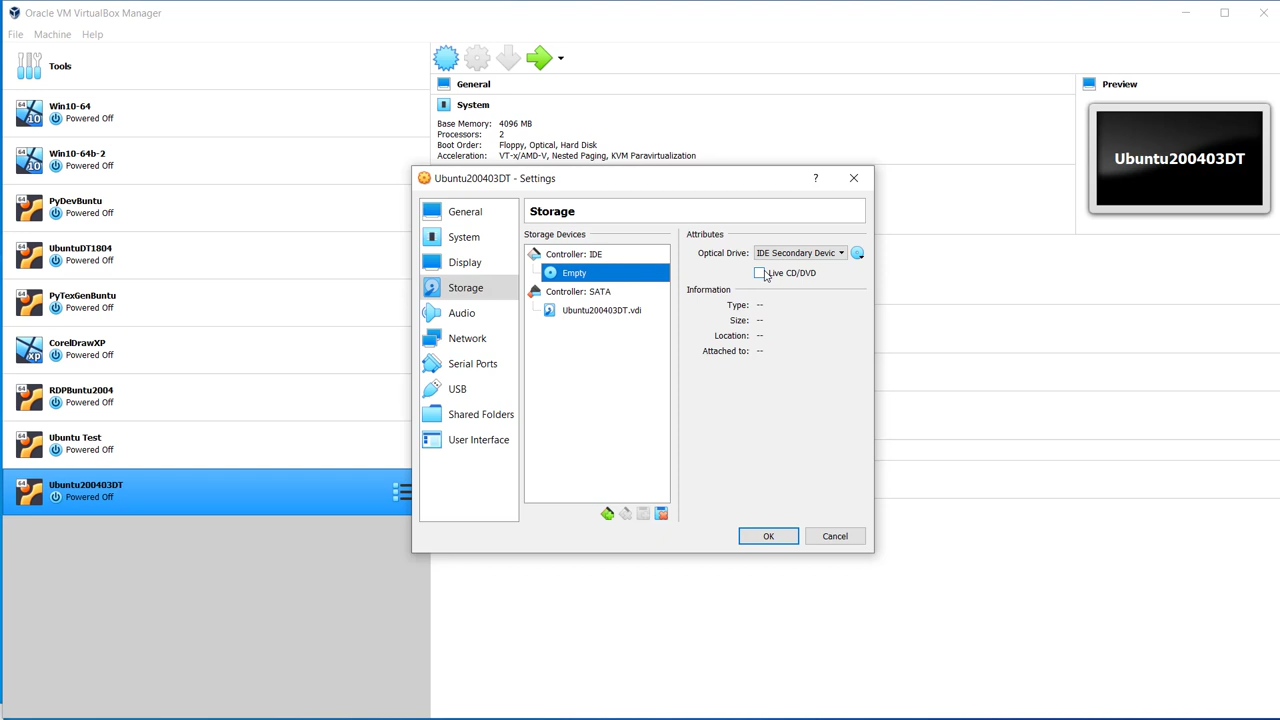 Oracle VM VirtualBox Manager
File Machine Help
Tools
Win10-64
Powered Off
Win10-64b-2
Powered Off
PyDevBuntu
Powered Off
UbuntuDT1804
Powered Off
PyTexGenBuntu
Powered Off
CorelDrawXP
Powered Off
RDPBuntu2004
Powered Off
Ubuntu Test
Powered Off
Ubuntu200403DT
Powered Off
General
System
Base Memory: 4096 MB
Processors: 2
Boot Order: Floppy, Optical, Hard Disk
Acceleration: VT-x/AMD-V, Nested Paging, KVM Paravirtualization
Preview
Ubuntu200403DT
Ubuntu200403DT - Settings
General
System
Display
Storage
Audio
Network
Serial Ports
USB
Shared Folders
User Interface
Storage
Storage Devices
Controller: IDE
Empty
Controller: SATA
Ubuntu200403DT.vdi
Attributes
Optical Drive: IDE Secondary Devic
Live CD/DVD
Information
Type: --
Size: --
Location: --
Attached to: --
OK Cancel